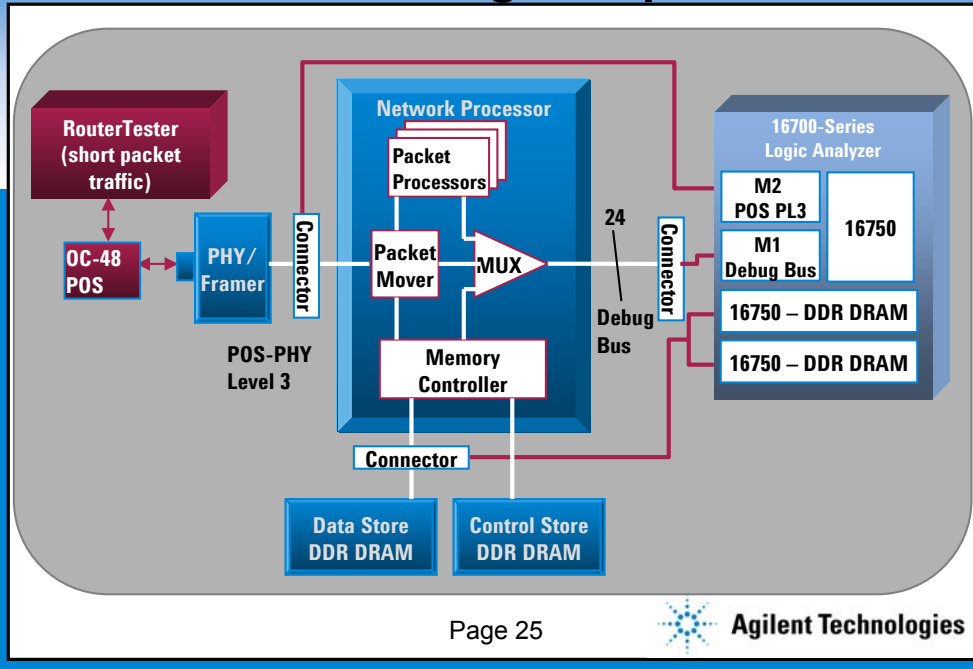 RouterTester
(short packet
traffic)
OC-48
POS
PHY/
Framer
Connector
POS-PHY
Level 3
Network Processor
Packet
Processors
Packet
Mover
MUX
Memory
Controller
Connector
Data Store
DDR DRAM
Control Store
DDR DRAM
24
Debug
Bus
Connector
16700-Series
Logic Analyzer
M2
POS PL3
M1
Debug Bus
16750
16750 – DDR DRAM
16750 – DDR DRAM
Page 25
Agilent Technologies